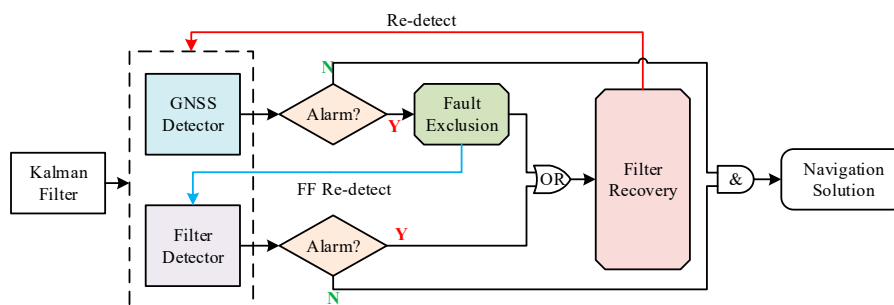 Re-detect
N
GNSS
Detector
Alarm?
Y
Fault
Exclusion
Kalman
Filter
FF Re-detect
OR
Filter
Recovery
&
Navigation
Solution
Filter
Detector
Alarm?
Y
N